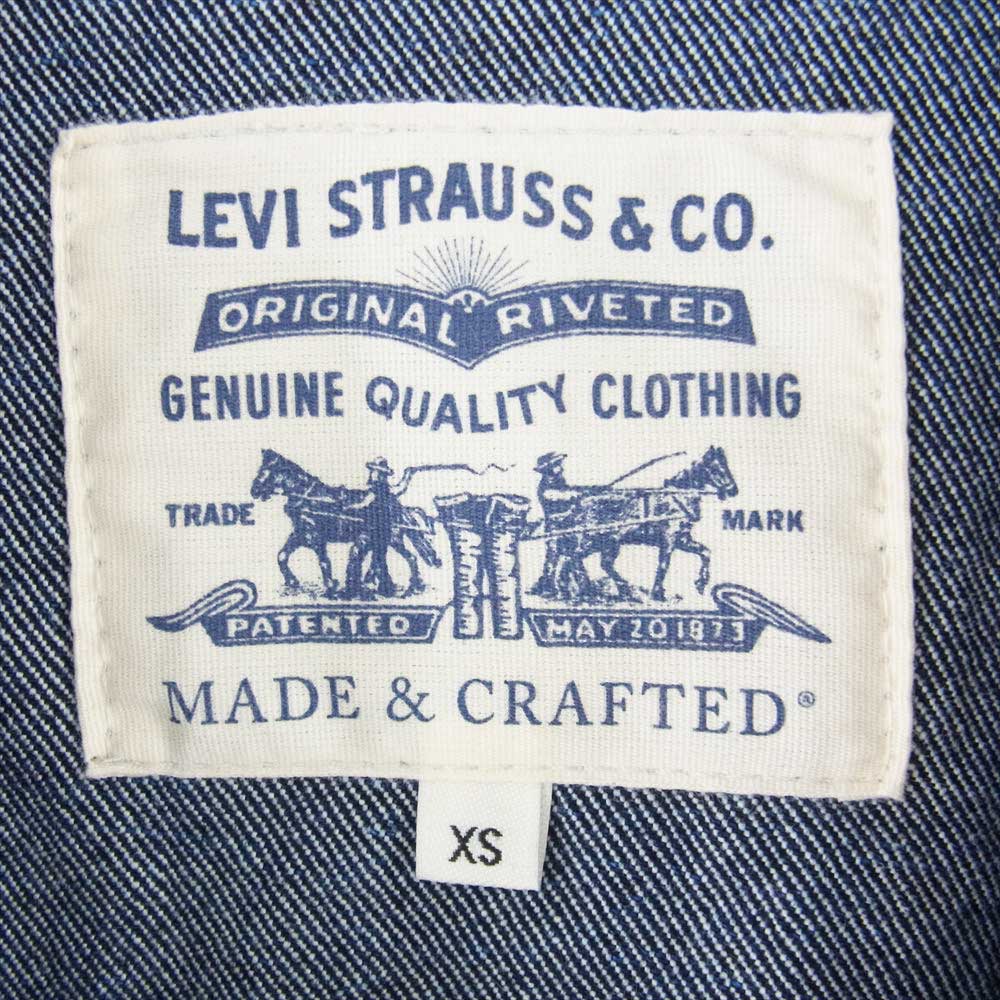 LEVI STRAUSS & CO.
ORIGINAL RIVETED
GENUINE QUALITY CLOTHING
TRADE MARK
PATENTED MAY 20 1873
MADE & CRAFTED®
XS